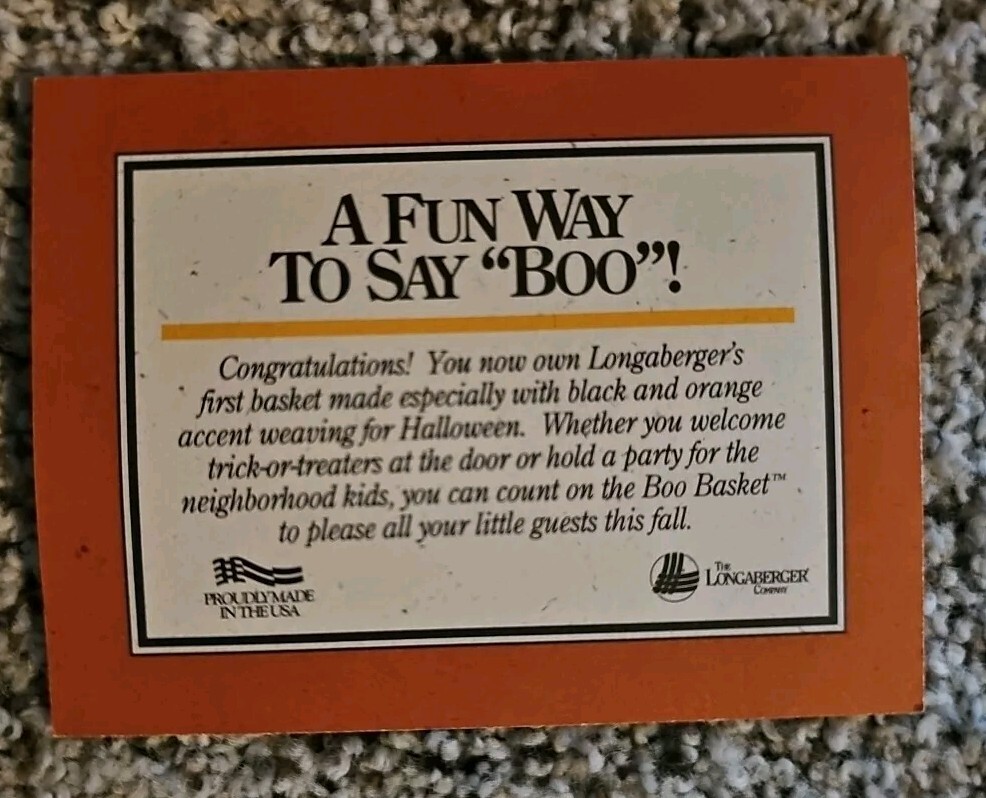 A FUN WAY
TO SAY “BOO”!
Congratulations! You now own Longaberger's
first basket made especially with black and orange
accent weaving for Halloween. Whether you welcome
trick-or-treaters at the door or hold a party for the
neighborhood kids, you can count on the Boo Basket™
to please all your little guests this fall.
PROUDLY MADE
IN THE USA
THE
LONGABERGER
COMPANY